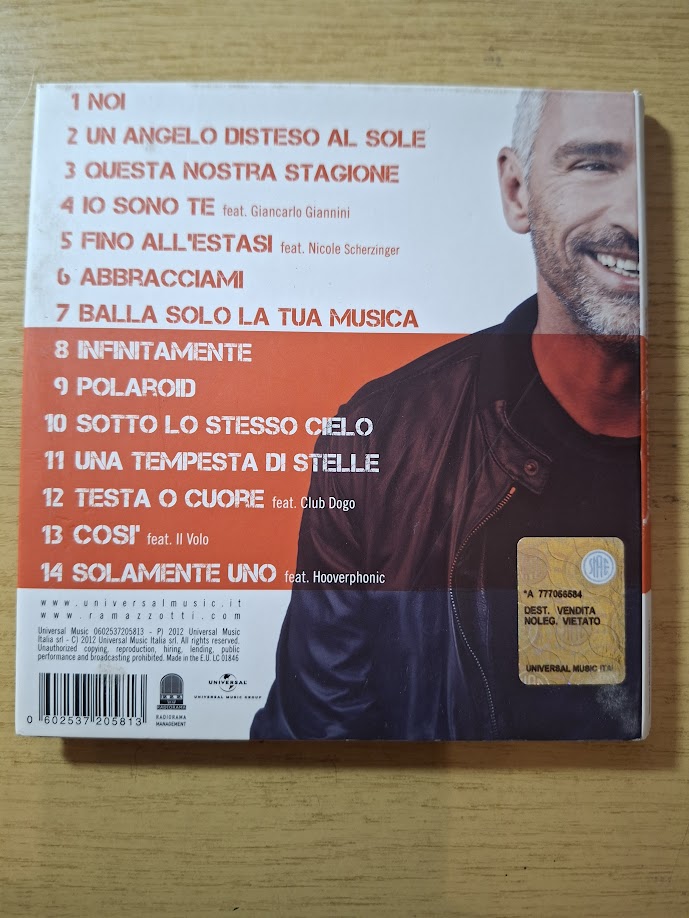 1 NOI
2 UN ANGELO DISTESO AL SOLE
3 QUESTA NOSTRA STAGIONE
4 IO SONO TE feat. Giancarlo Giannini
5 FINO ALL'ESTASI feat. Nicole Scherzinger
6 ABBRACCIAMI
7 BALLA SOLO LA TUA MUSICA
8 INFINITAMENTE
9 POLAROID
10 SOTTO LO STESSO CIELO
11 UNA TEMPESTA DI STELLE
12 TESTA O CUORE feat. Club Dogo
13 COSI' feat. Il Volo
14 SOLAMENTE UNO feat. Hooverphonic
www.universalmusic.it
www.ramazzotti.com
Universal Music 0602537205813 - P) 2012 Universal Music
Italia srl - C) 2012 Universal Music Italia srl. All rights reserved.
Unauthorized copying, reproduction, hiring, lending, public
performance and broadcasting prohibited. Made in the E.U. LC 01846
0 602537 205813
RADIORAMA
RADIORAMA
MANAGEMENT
UNIVERSAL
UNIVERSAL MUSIC GROUP
SIAE
*A 777056584
DEST. VENDITA
NOLEG. VIETATO
UNIVERSAL MUSIC ITA